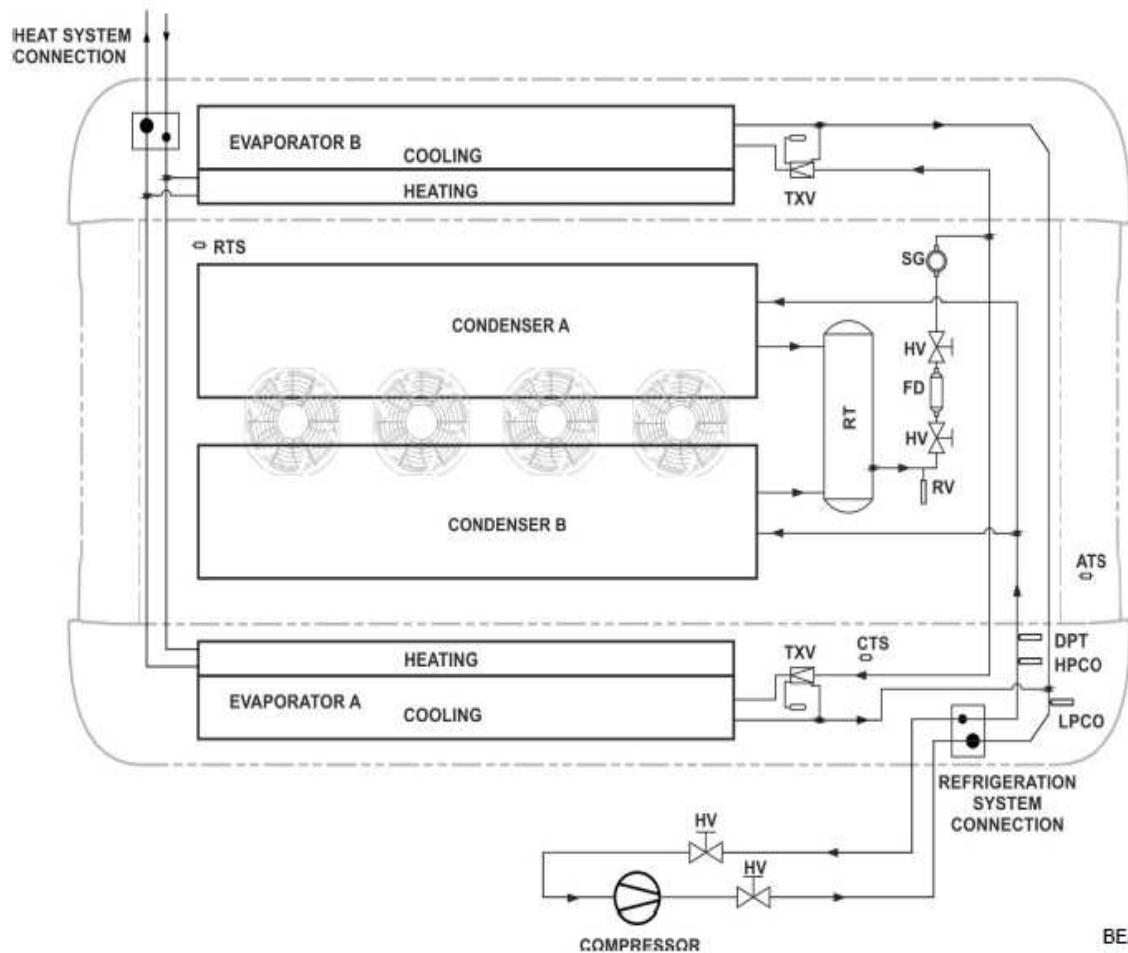 HEAT SYSTEM
CONNECTION
EVAPORATOR B
COOLING
HEATING
TXV
RTS
SG
CONDENSER A
HV
FD
RT
HV
RV
CONDENSER B
ATS
HEATING
TXV
CTS
DPT
HPCO
EVAPORATOR A
COOLING
LPCO
REFRIGERATION
SYSTEM
CONNECTION
HV
HV
COMPRESSOR
BE